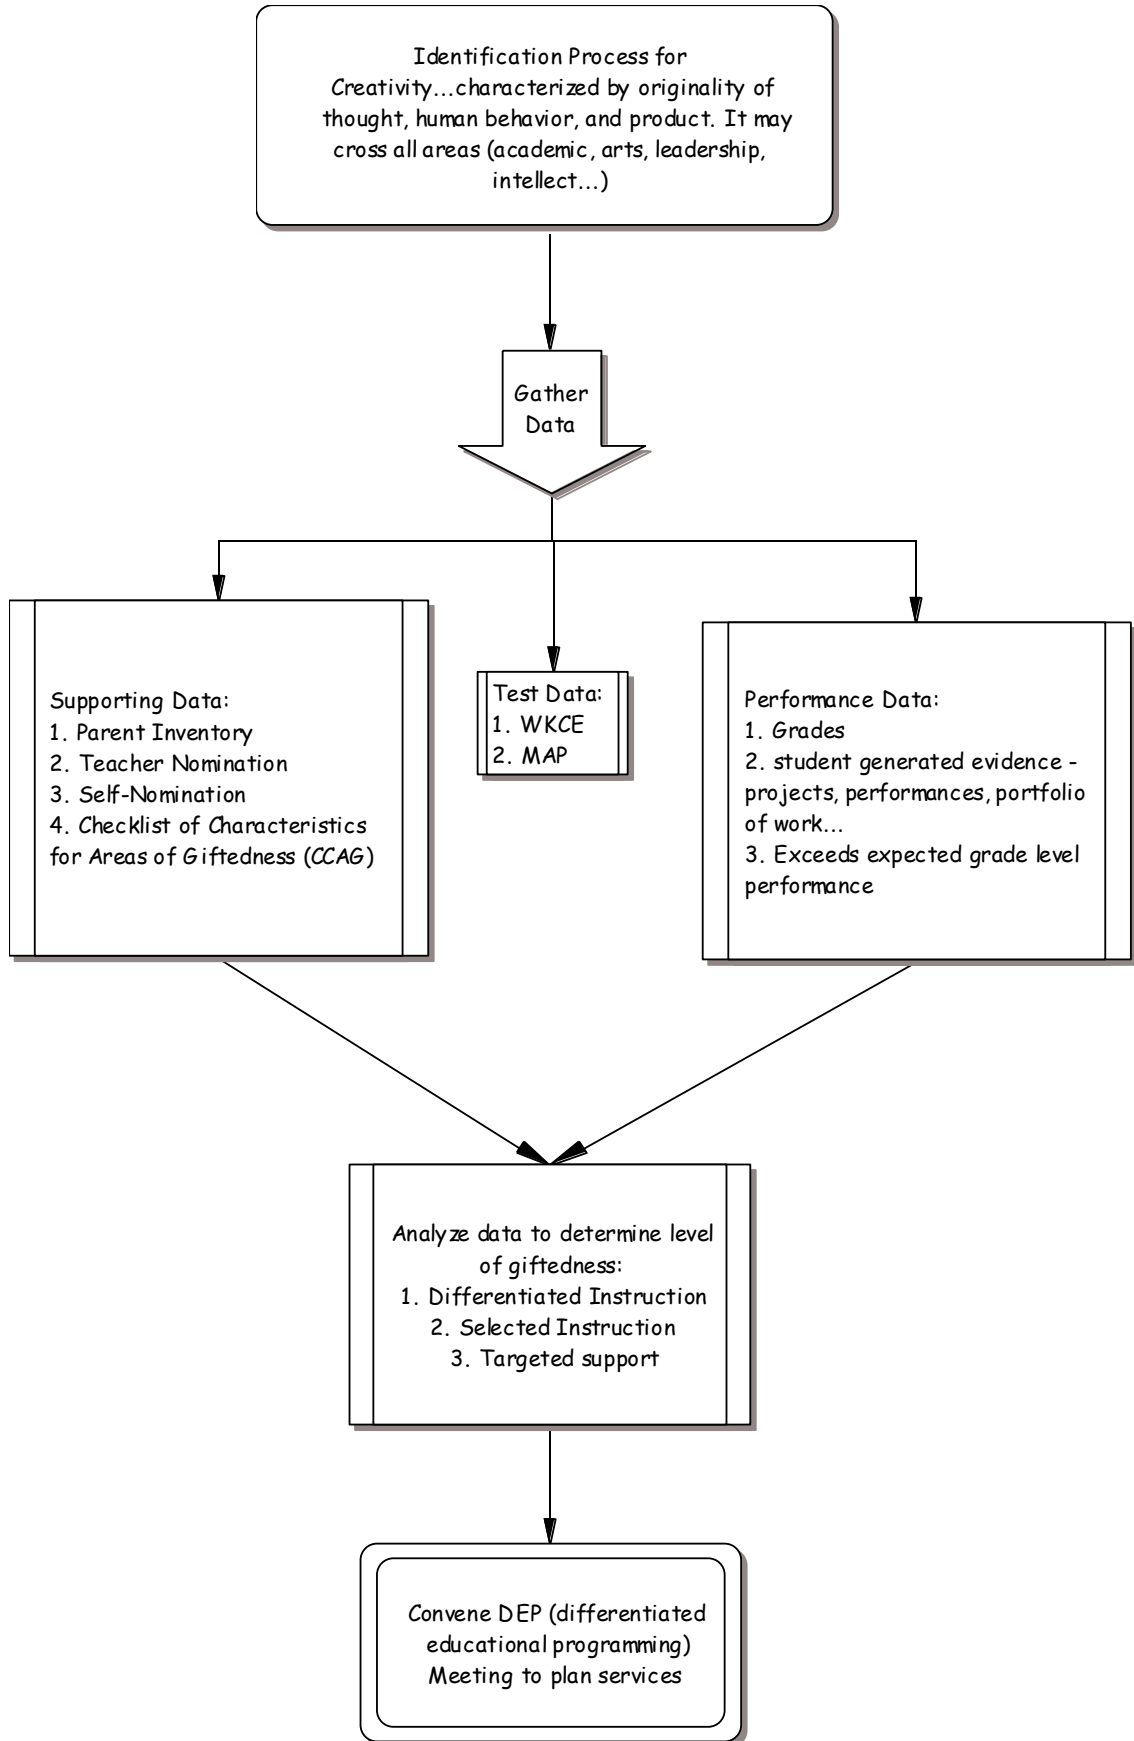 Identification Process for
Creativity...characterized by originality of
thought, human behavior, and product. It may
cross all areas (academic, arts, leadership,
intellect...)
Gather
Data
Supporting Data:
1. Parent Inventory
2. Teacher Nomination
3. Self-Nomination
4. Checklist of Characteristics
for Areas of Giftedness (CCAG)
Test Data:
1. WKCE
2. MAP
Performance Data:
1. Grades
2. student generated evidence -
projects, performances, portfolio
of work...
3. Exceeds expected grade level
performance
Analyze data to determine level
of giftedness:
1. Differentiated Instruction
2. Selected Instruction
3. Targeted support
Convene DEP (differentiated
educational programming)
Meeting to plan services